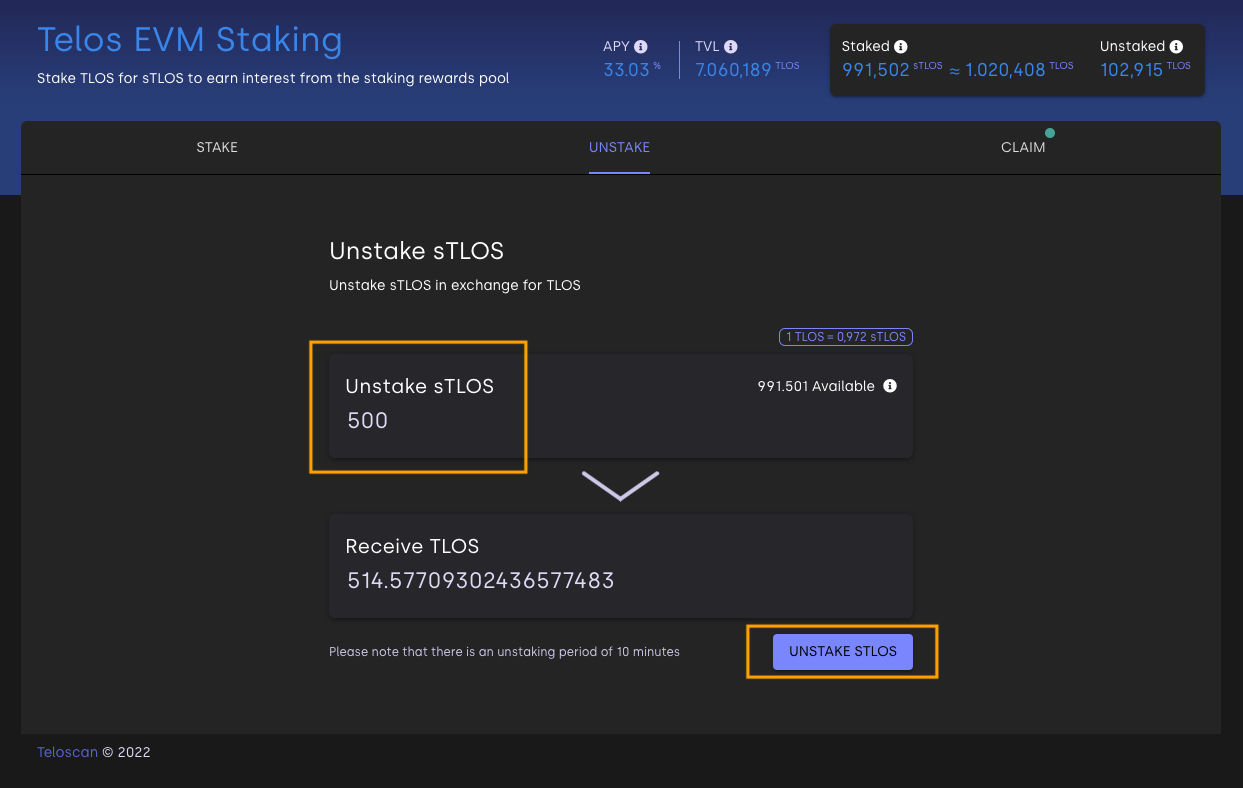 Telos EVM Staking
Stake TLOS for sTLOS to earn interest from the staking rewards pool
APY
33.03 %
TVL
7.060,189 TLOS
Staked
991,502 sTLOS ≈ 1.020,408 TLOS
Unstaked
102,915 TLOS
STAKE
UNSTAKE
CLAIM
Unstake sTLOS
Unstake sTLOS in exchange for TLOS
1 TLOS = 0,972 sTLOS
Unstake sTLOS
991.501 Available
500
Receive TLOS
514.57709302436577483
Please note that there is an unstaking period of 10 minutes
UNSTAKE STLOS
Teloscan © 2022